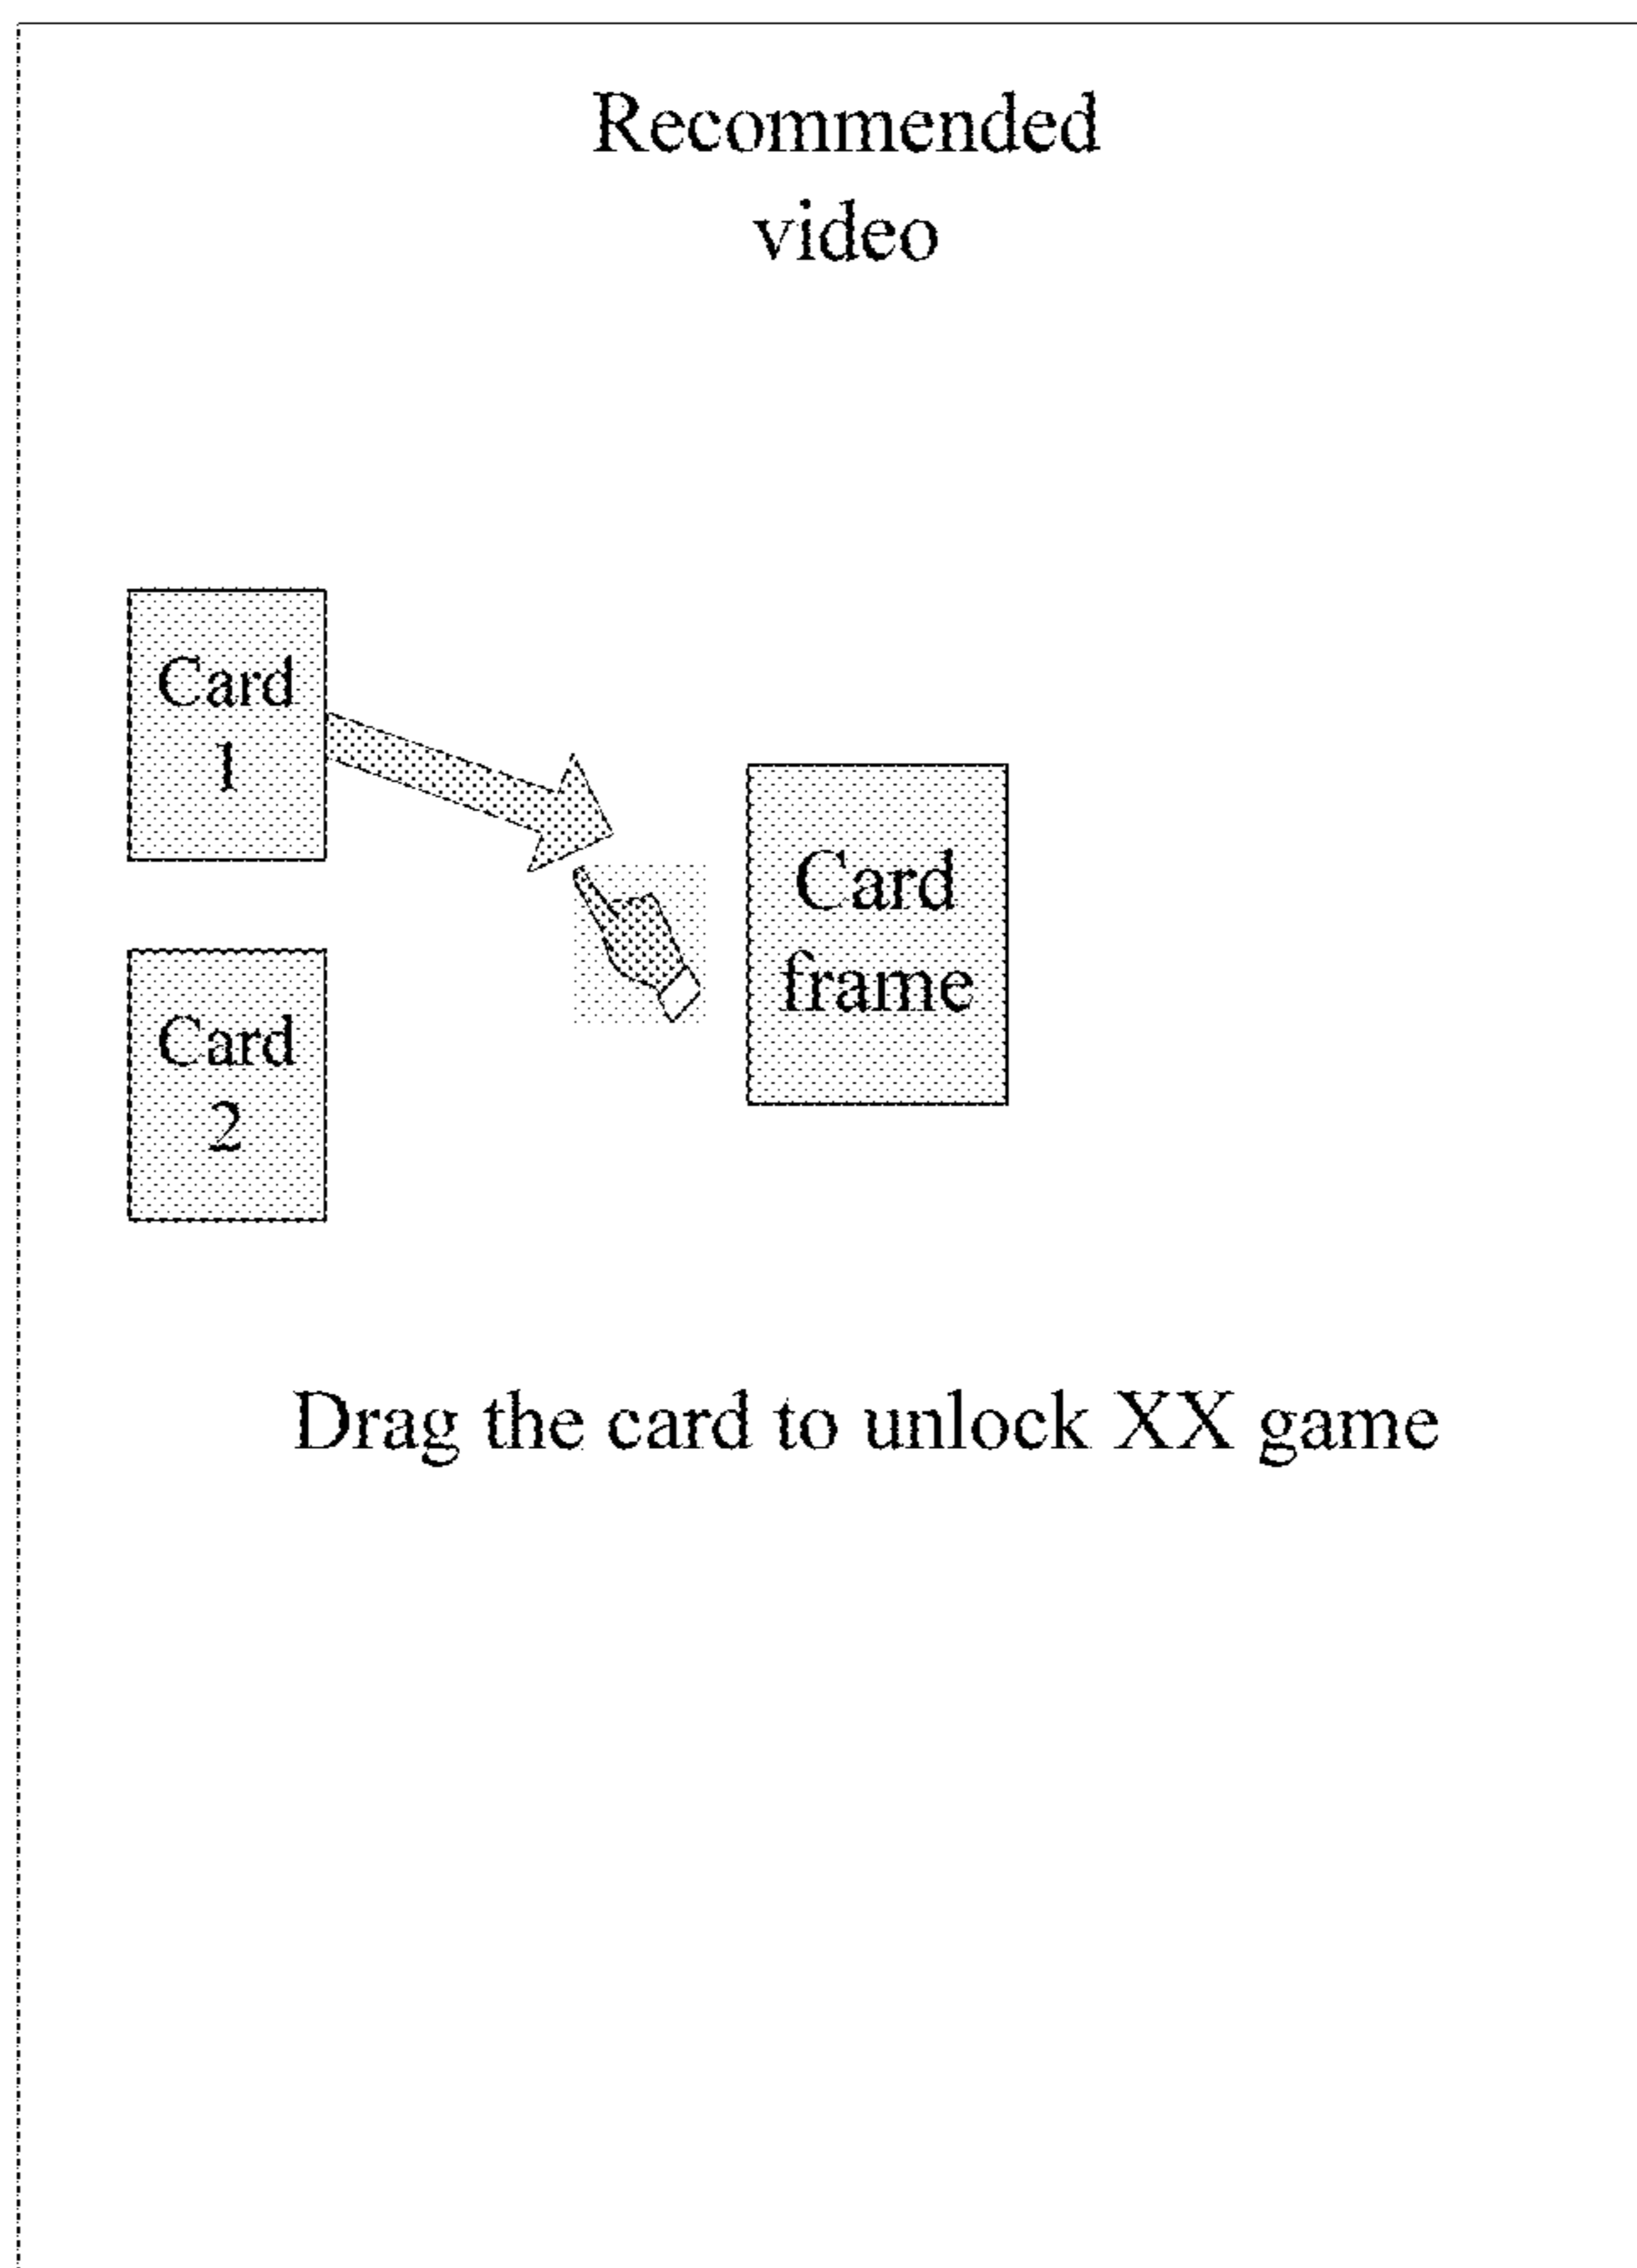 Recommended
video
Card
1
Card
frame
Card
2
Drag the card to unlock XX game